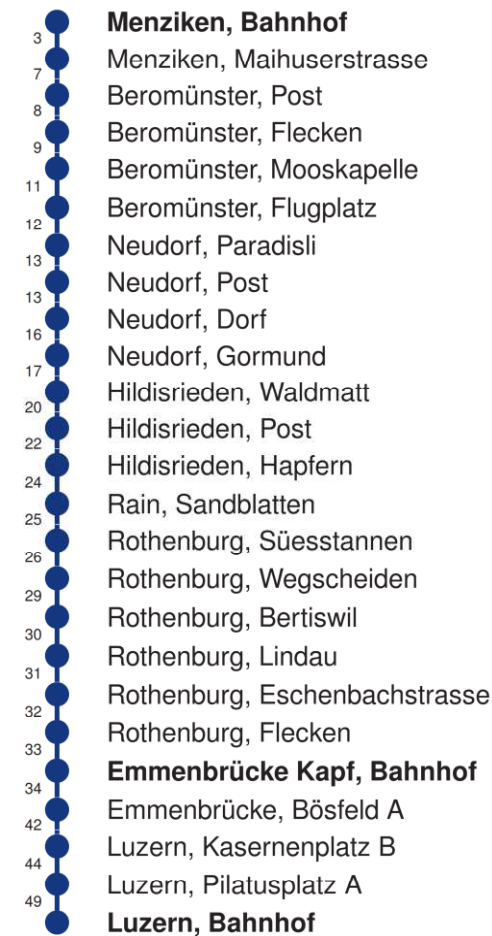 Menziken, Bahnhof
3
Menziken, Maihuserstrasse
7
Beromünster, Post
8
Beromünster, Flecken
9
Beromünster, Mooskapelle
11
Beromünster, Flugplatz
12
Neudorf, Paradisli
13
Neudorf, Post
13
Neudorf, Dorf
16
Neudorf, Gormund
17
Hildisrieden, Waldmatt
20
Hildisrieden, Post
22
Hildisrieden, Hapfern
24
Rain, Sandblatten
25
Rothenburg, Süesstannen
26
Rothenburg, Wegscheiden
29
Rothenburg, Bertiswil
30
Rothenburg, Lindau
31
Rothenburg, Eschenbachstrasse
32
Rothenburg, Flecken
33
Emmenbrücke Kapf, Bahnhof
34
Emmenbrücke, Bösfeld A
42
Luzern, Kasernenplatz B
44
Luzern, Pilatusplatz A
49
Luzern, Bahnhof